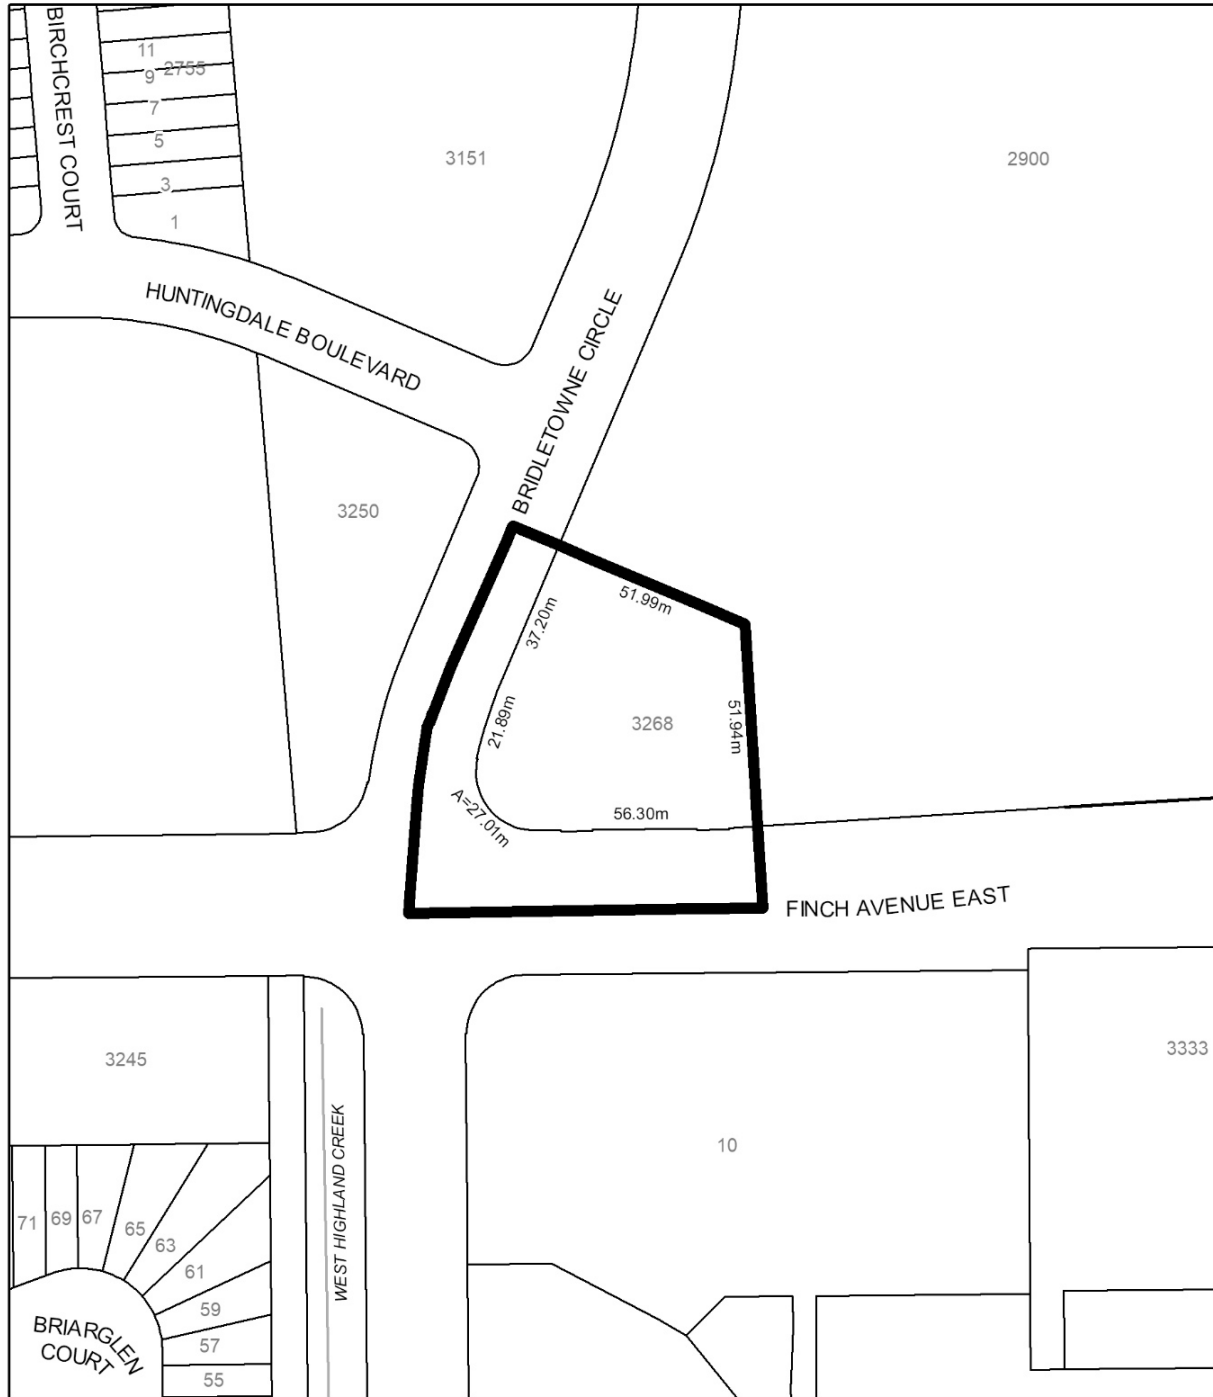 BIRCHCREST COURT
11
9
2755
7
5
3
1
3151
2900
HUNTINGDALE BOULEVARD
BRIDLETOWNE CIRCLE
3250
51.99m
37.20m
21.89m
3268
51.94m
A=27.01m
56.30m
FINCH AVENUE EAST
3245
WEST HIGHLAND CREEK
10
3333
71
69
67
65
63
61
59
57
55
BRIARGLEN
COURT